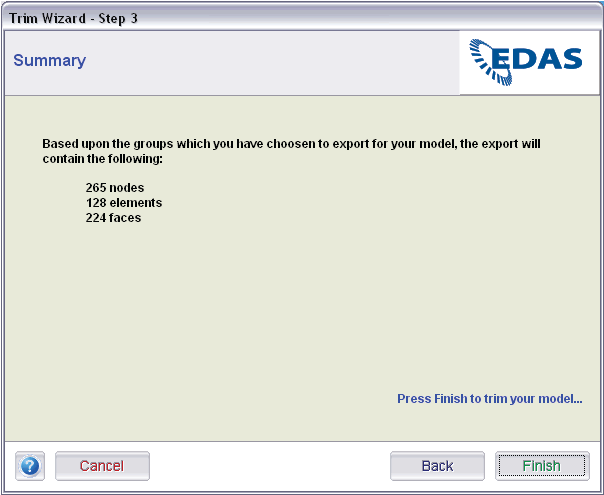 Trim Wizard - Step 3
Summary
EDAS
Based upon the groups which you have choosen to export for your model, the export will
contain the following:
265 nodes
128 elements
224 faces
Press Finish to trim your model...
?
Cancel
Back
Finish